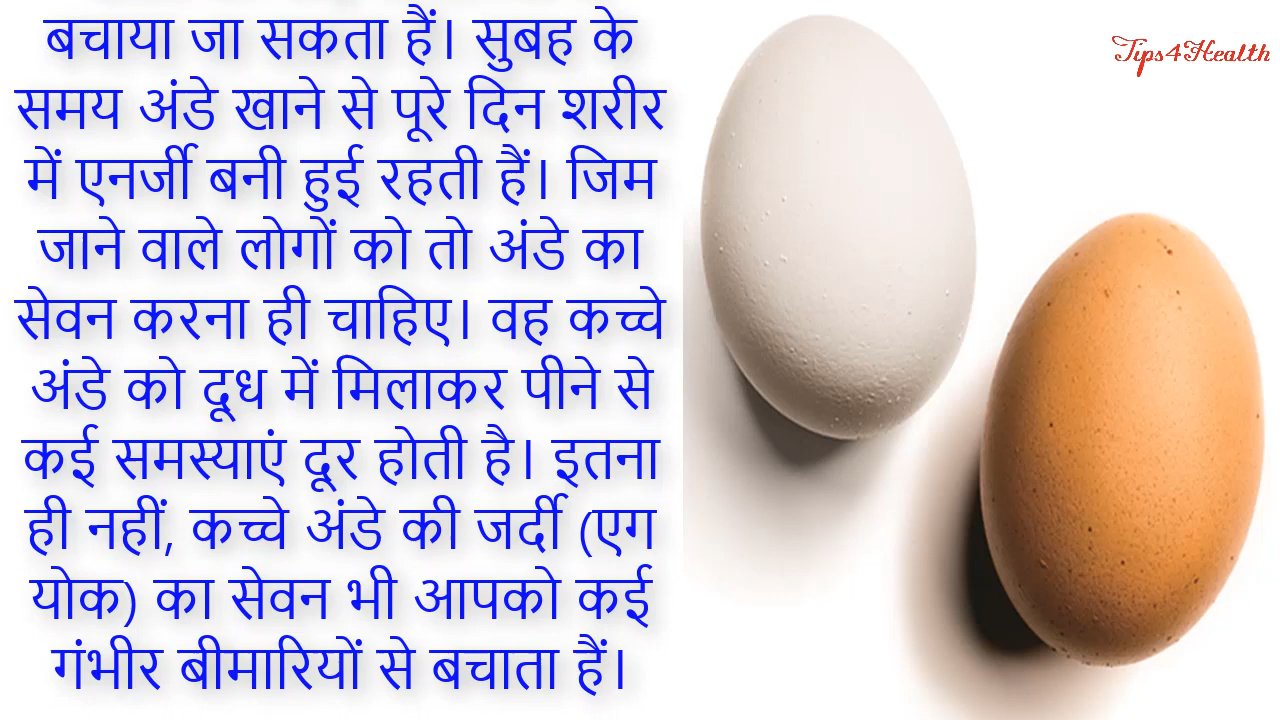 बचाया जा सकता हैं। सुबह के
समय अंडे खाने से पूरे दिन शरीर
में एनर्जी बनी हुई रहती हैं। जिम
जाने वाले लोगों को तो अंडे का
सेवन करना ही चाहिए। वह कच्चे
अंडे को दूध में मिलाकर पीने से
कई समस्याएं दूर होती है। इतना
ही नहीं, कच्चे अंडे की जर्दी (एग
योक) का सेवन भी आपको कई
गंभीर बीमारियों से बचाता हैं।
Tips4Health